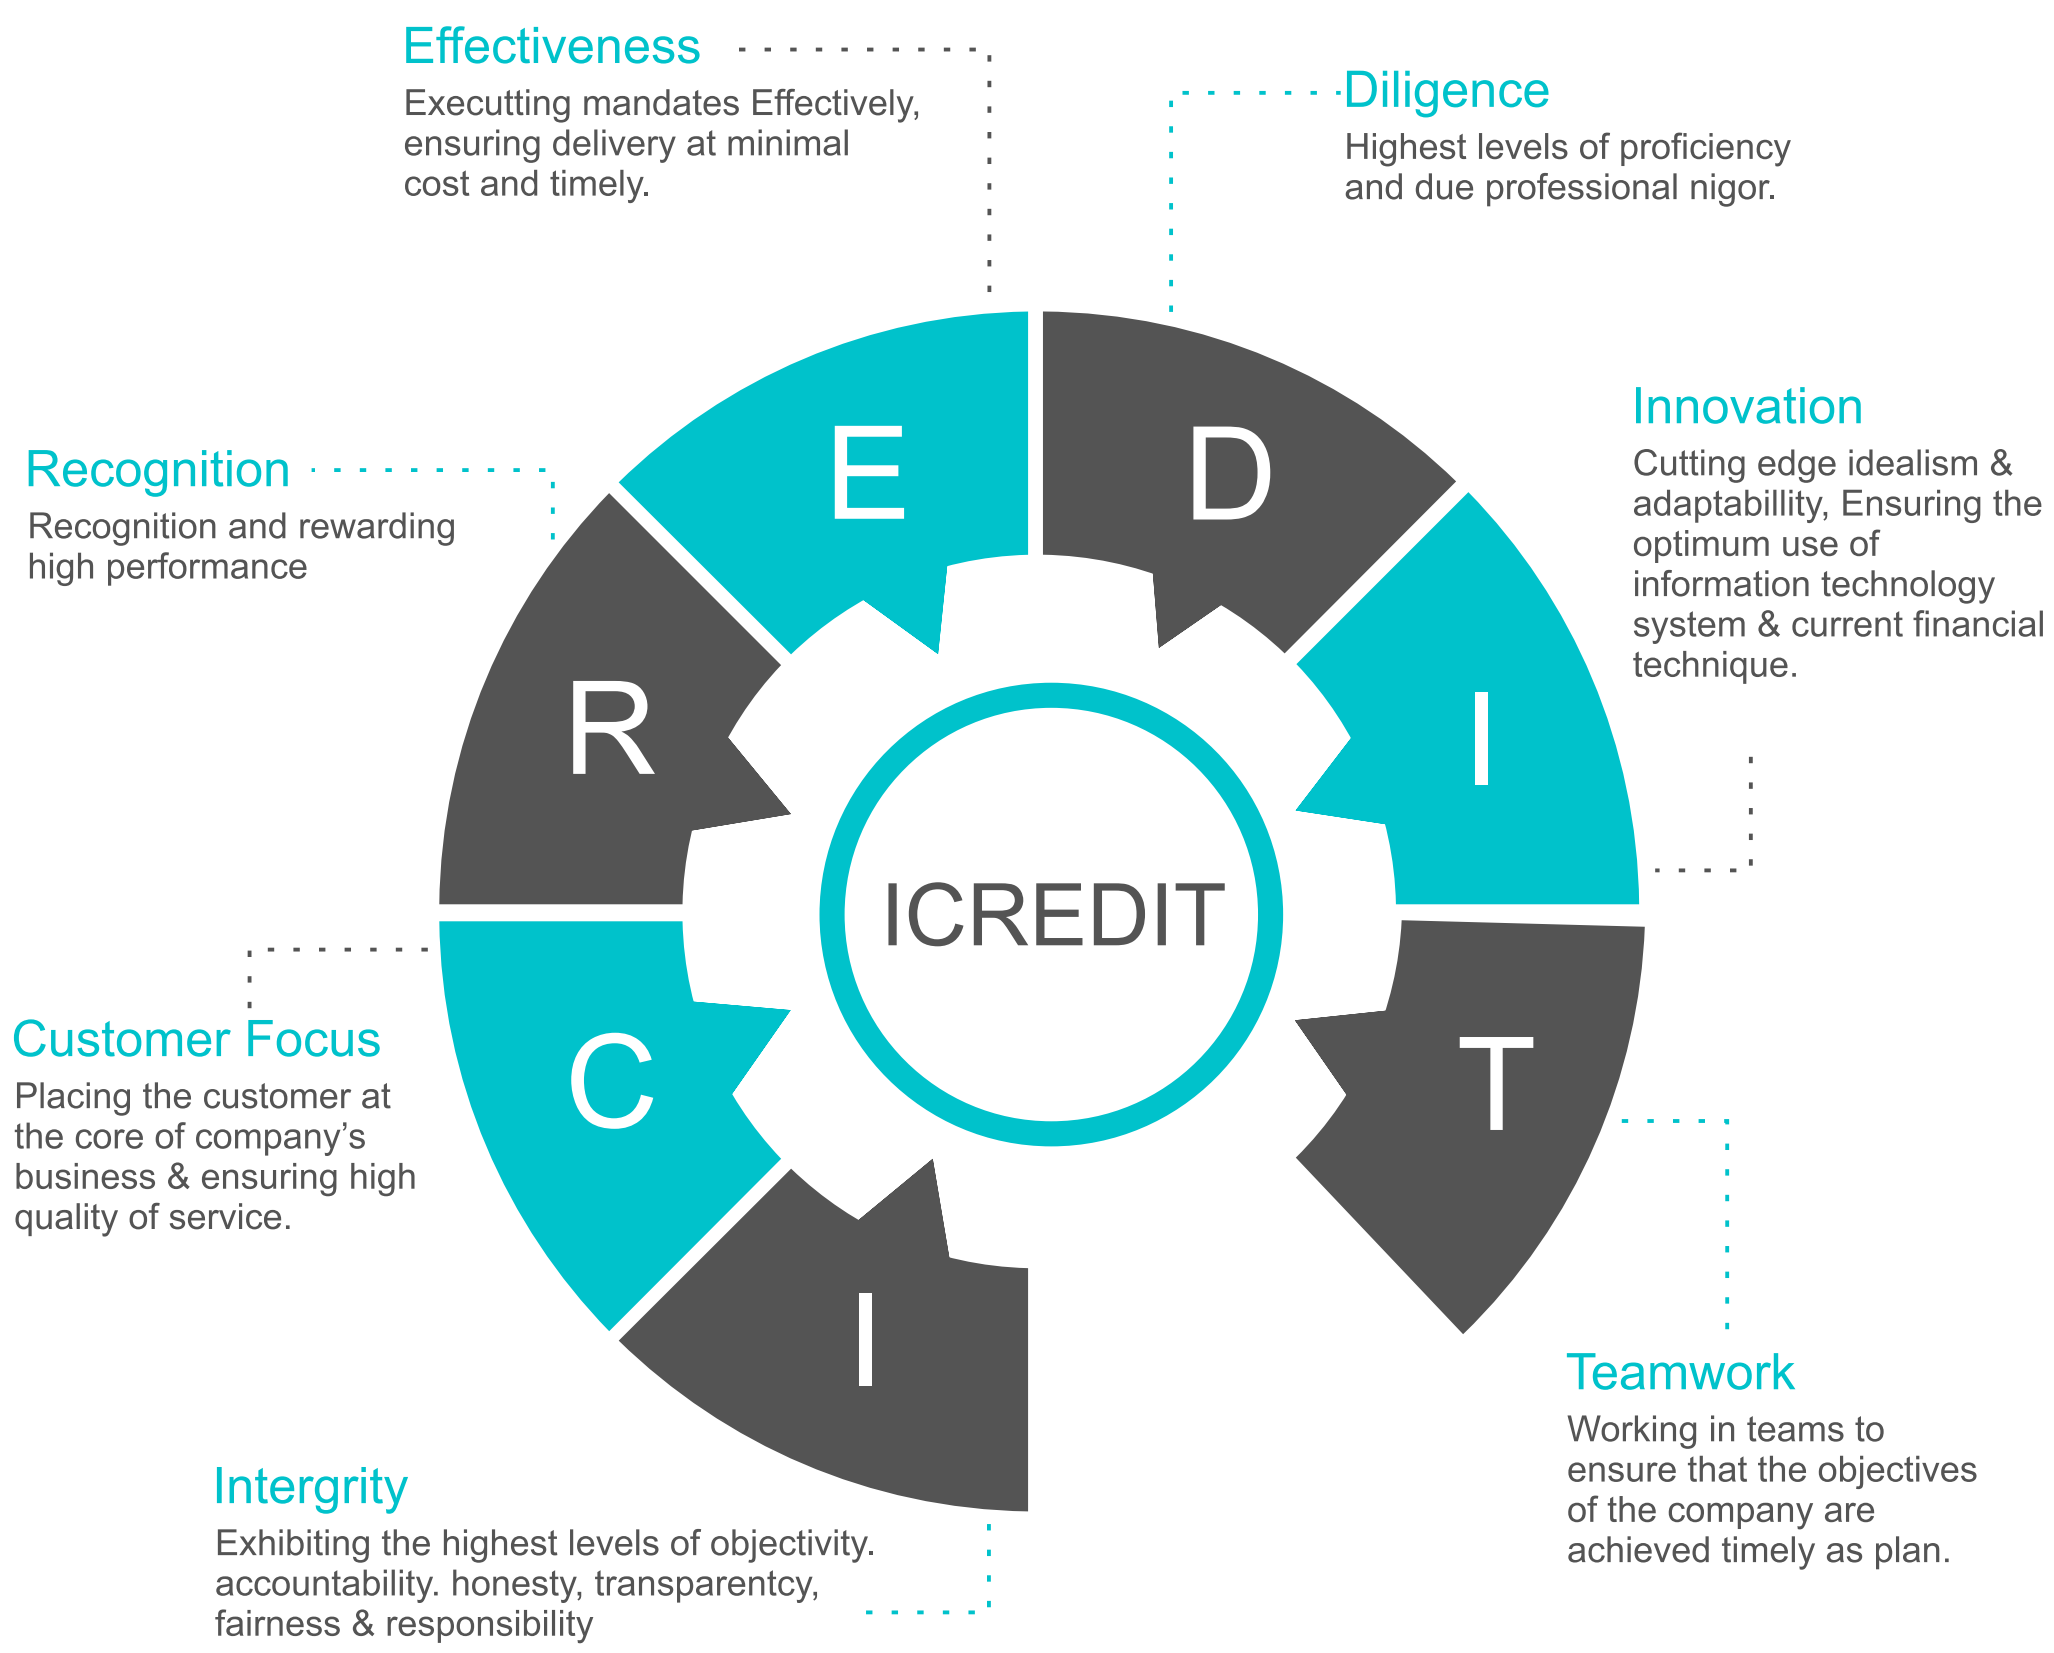 Effectiveness
Executting mandates Effectively,
ensuring delivery at minimal
cost and timely.
Diligence
Highest levels of proficiency
and due professional nigor.
Innovation
Cutting edge idealism &
adaptabillity, Ensuring the
optimum use of
information technology
system & current financial
technique.
Recognition
Recognition and rewarding
high performance
E
D
R
I
ICREDIT
C
T
I
Customer Focus
Placing the customer at
the core of company’s
business & ensuring high
quality of service.
Teamwork
Working in teams to
ensure that the objectives
of the company are
achieved timely as plan.
Intergrity
Exhibiting the highest levels of objectivity.
accountability. honesty, transparentcy,
fairness & responsibility